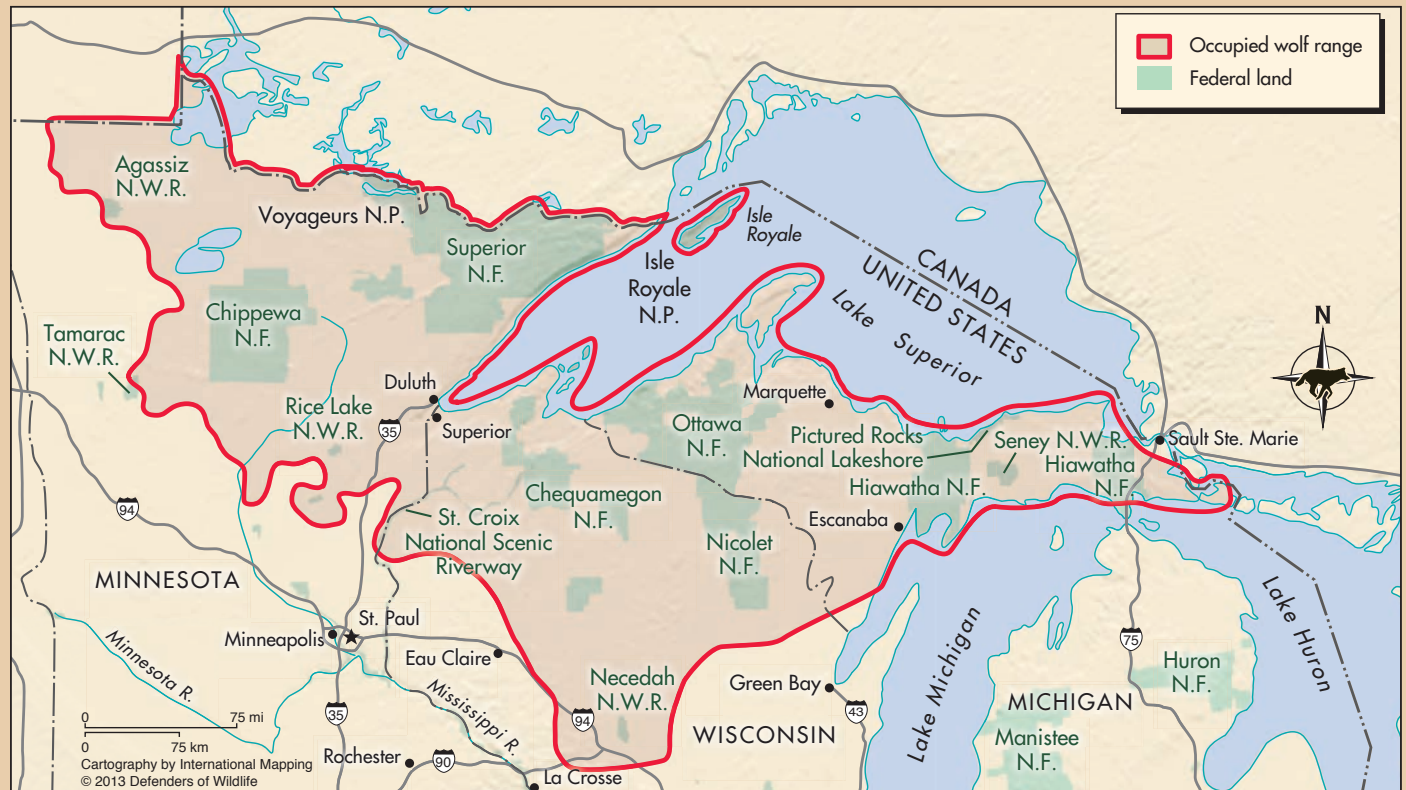 Occupied wolf range
Federal land
Agassiz
N.W.R.
Voyageurs N.P.
Superior
N.F.
Isle
Royale
Isle
Royale
N.P.
CANADA
UNITED STATES
Lake Superior
Chippewa
N.F.
Tamarac
N.W.R.
N
Duluth
Superior
Rice Lake
N.W.R.
35
Marquette
Ottawa
N.F.
Pictured Rocks
National Lakeshore
Seney N.W.R.
Hiawatha
N.F.
Sault Ste. Marie
Hiawatha N.F.
Escanaba
94
Chequamegon
N.F.
St. Croix
National Scenic
Riverway
Nicolet
N.F.
MINNESOTA
St. Paul
Minneapolis
Eau Claire
Minnesota R.
Mississippi R.
Necedah
N.W.R.
94
Green Bay
43
WISCONSIN
Lake Michigan
Lake Huron
75
Huron
N.F.
MICHIGAN
Manistee
N.F.
35
Rochester
90
La Crosse
0 75 mi
0 75 km
Cartography by International Mapping
© 2013 Defenders of Wildlife